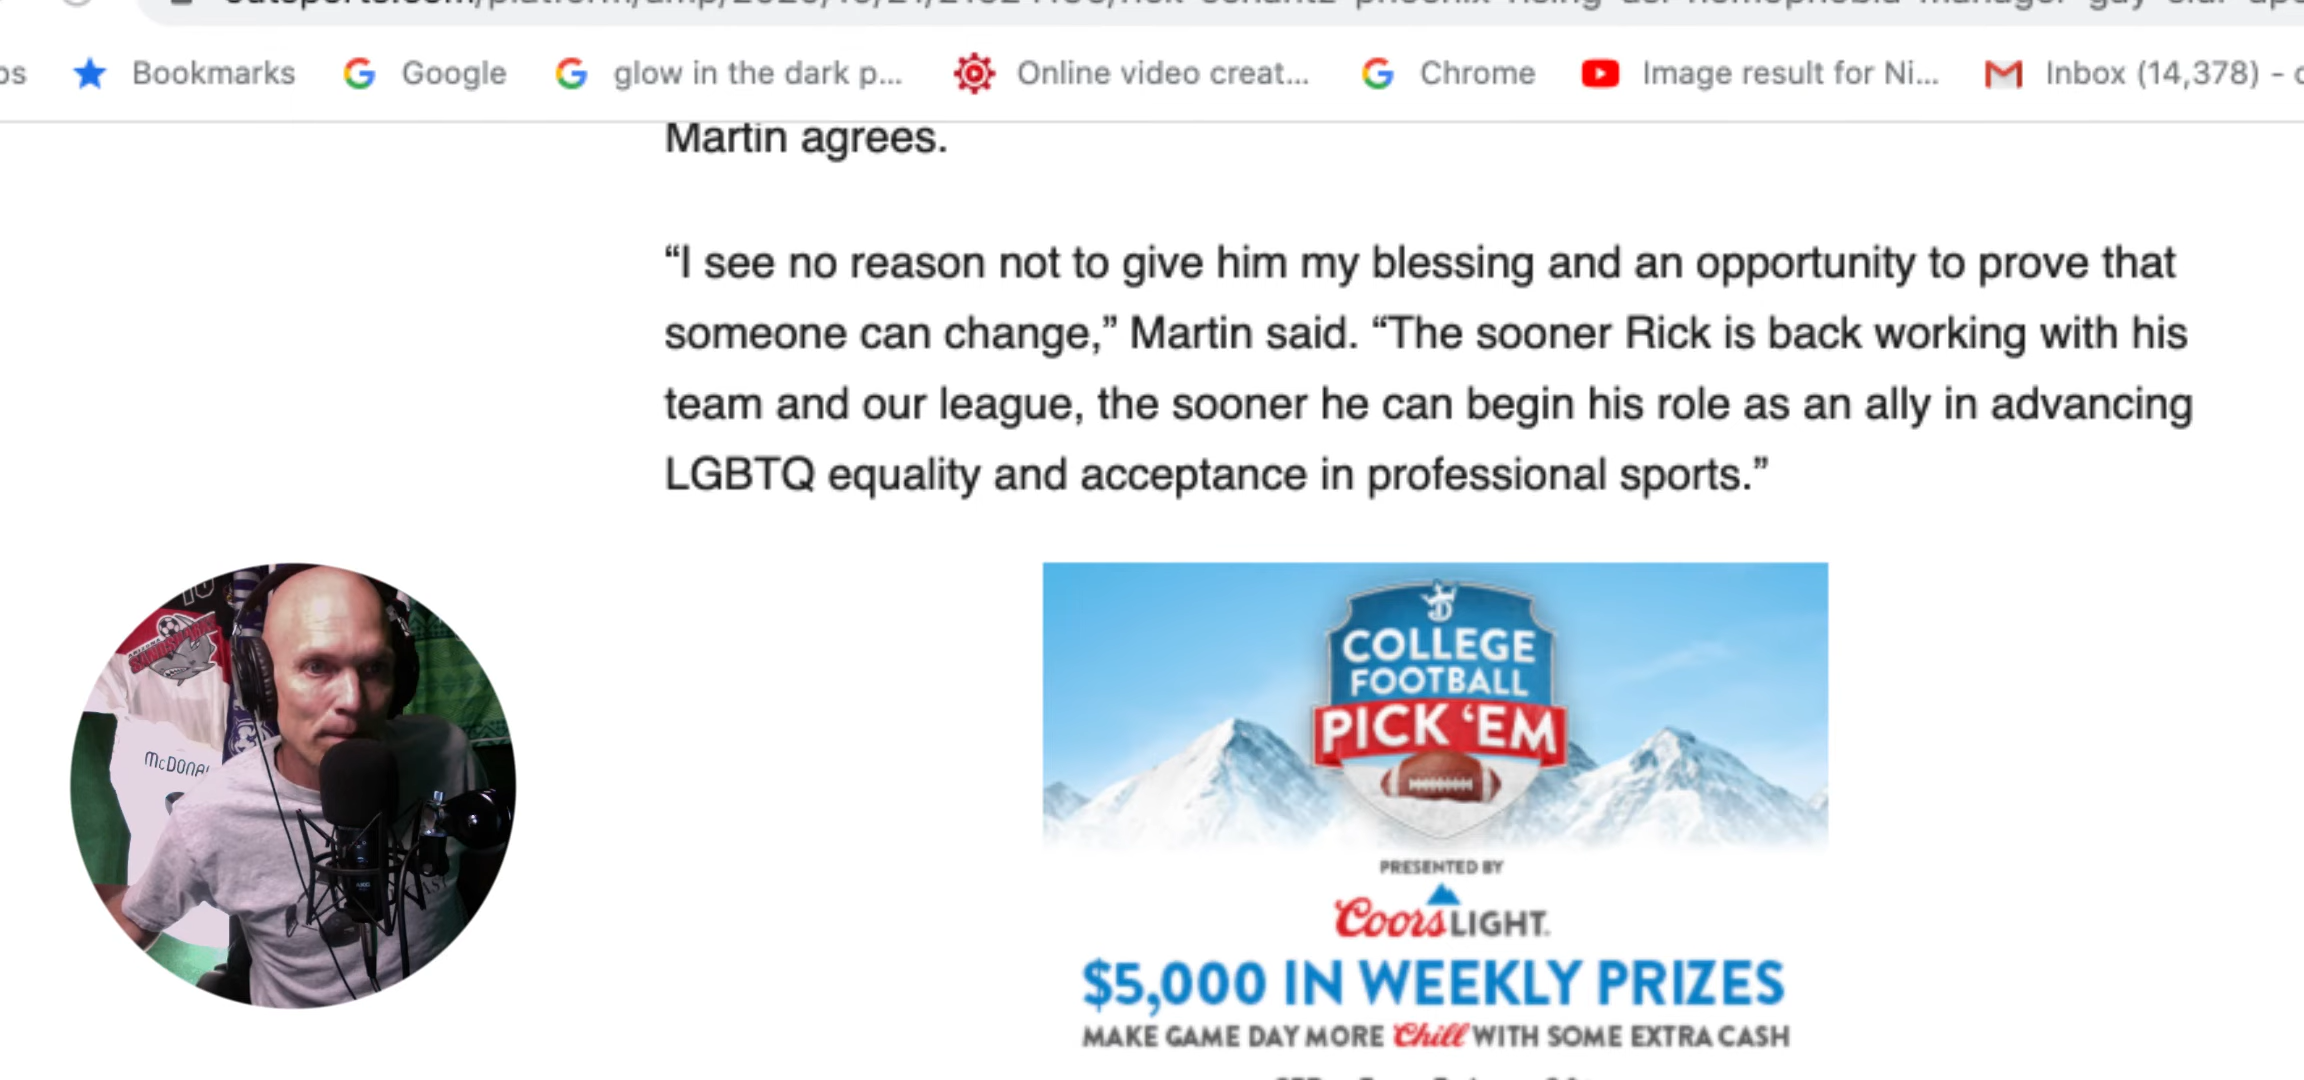 Bookmarks
Google
glow in the dark p...
Online video creat...
Chrome
Image result for Ni...
Inbox (14,378) -
Martin agrees.
“I see no reason not to give him my blessing and an opportunity to prove that
someone can change,” Martin said. “The sooner Rick is back working with his
team and our league, the sooner he can begin his role as an ally in advancing
LGBTQ equality and acceptance in professional sports.”
COLLEGE
FOOTBALL
PICK ‘EM
PRESENTED BY
Coors LIGHT.
$5,000 IN WEEKLY PRIZES
MAKE GAME DAY MORE Chill WITH SOME EXTRA CASH